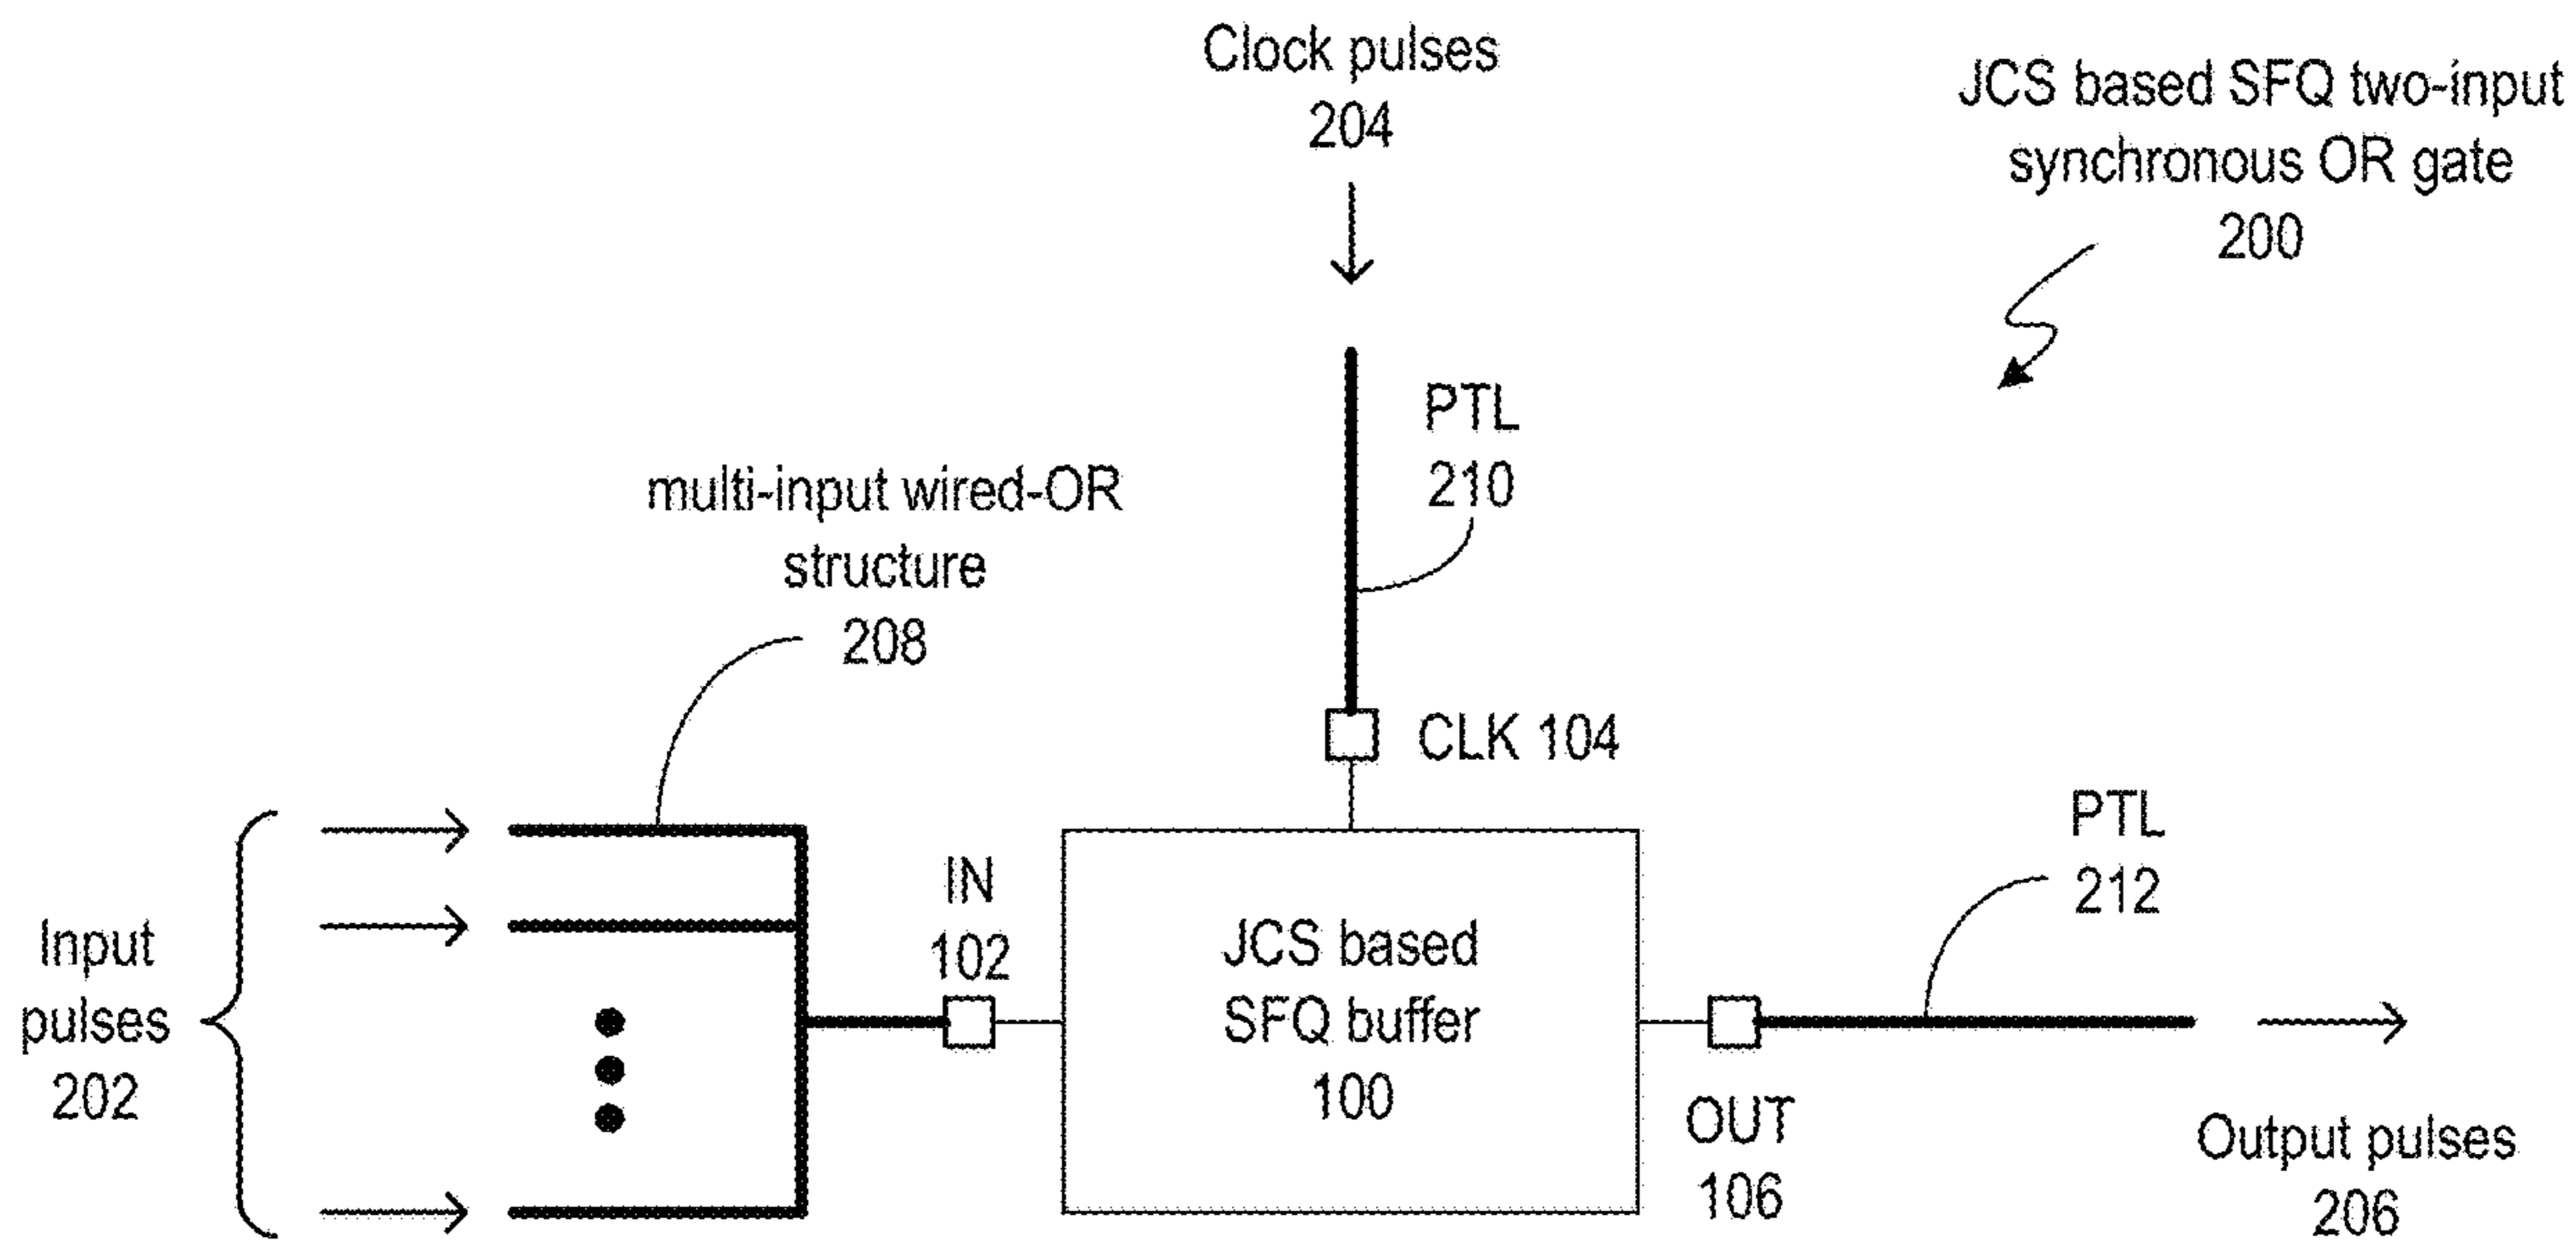 Clock pulses
204
JCS based SFQ two-input
synchronous OR gate
200
PTL
210
multi-input wired-OR
structure
208
CLK 104
PTL
212
IN
102
Input
pulses
202
JCS based
SFQ buffer
100
OUT
106
Output pulses
206